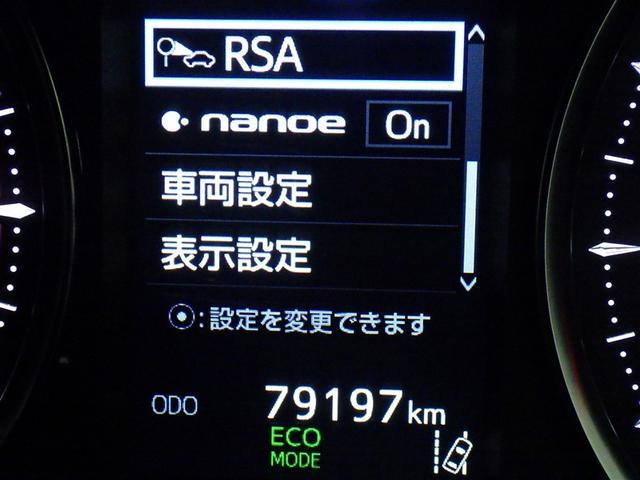 RSA
nanoe On
車両設定
表示設定
:設定を変更できます
ODO 79197km
ECO
MODE